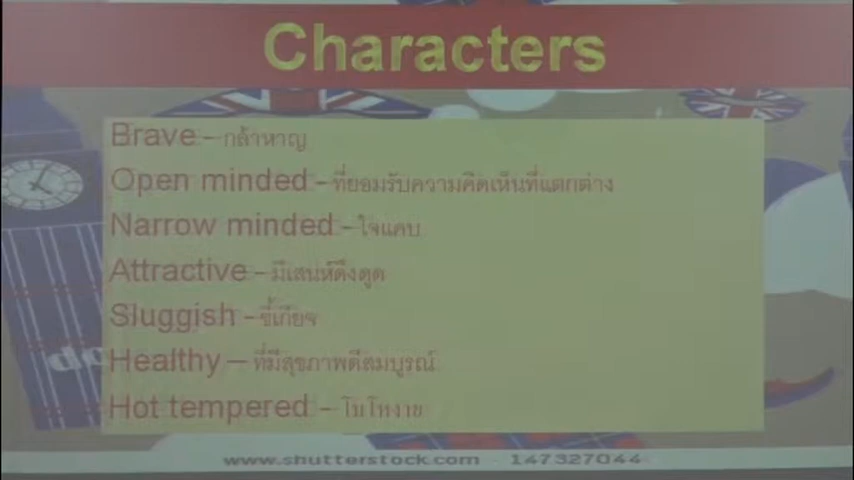 Characters
Brave – กล้าหาญ
Open minded – ที่ยอมรับความคิดเห็นที่แตกต่าง
Narrow minded – ใจแคบ
Attractive – มีเสน่ห์ดึงดูด
Sluggish – ขี้เกียจ
Healthy – ที่มีสุขภาพดีสมบูรณ์
Hot tempered – โมโหง่าย
www.shutterstock.com - 147327044